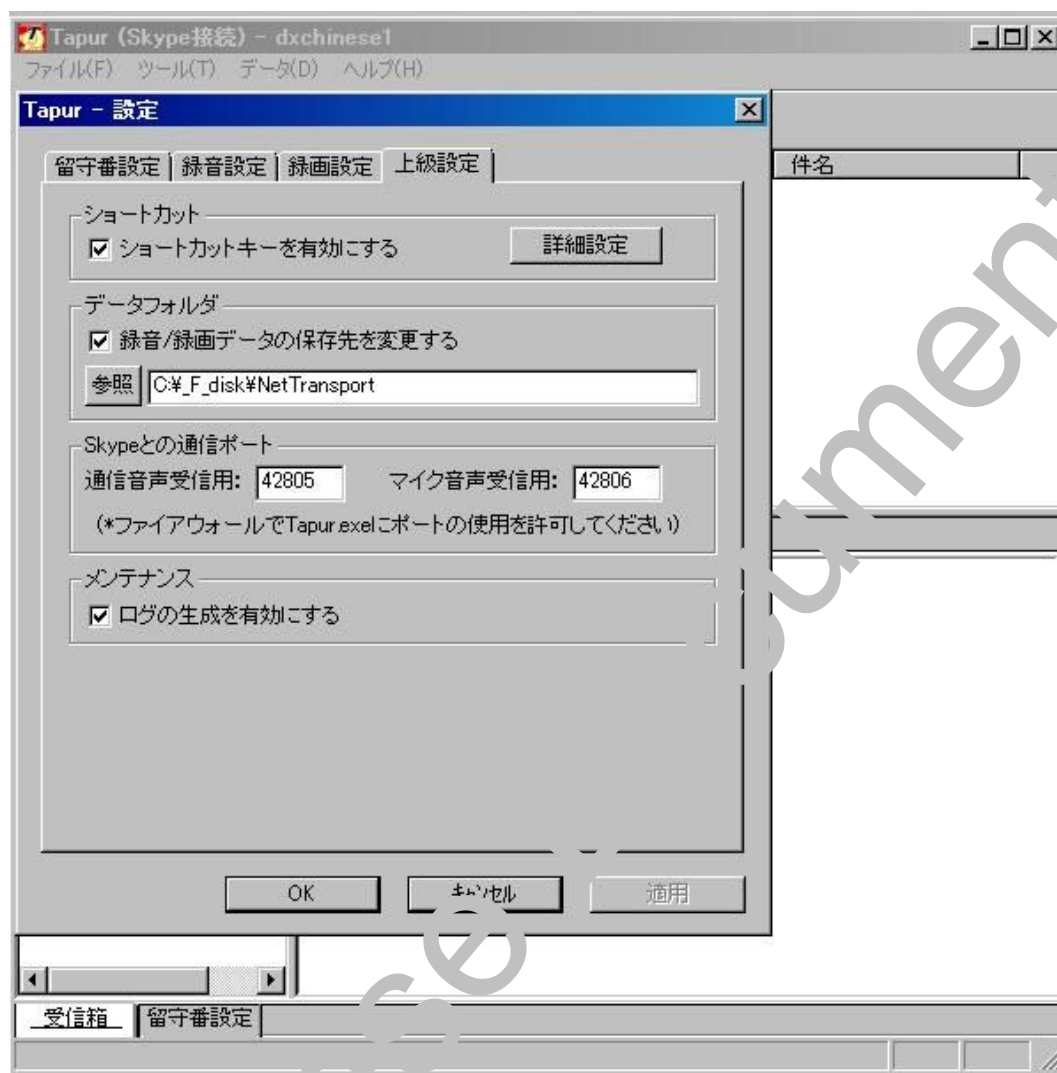 Tapur (Skype接続) - dxchinese1
ファイル(F) ツール(T) データ(D) ヘルプ(H)
Tapur - 設定
留守番設定 録音設定 録画設定 上級設定
件名
ショートカット
ショートカットキーを有効にする 詳細設定
データフォルダ
録音/録画データの保存先を変更する
参照 C:¥_F_disk¥NetTransport
Skypeとの通信ポート
通信音声受信用: 42805 マイク音声受信用: 42806
(*ファイアウォールでTapur.exeにポートの使用を許可してください)
メンテナンス
ログの生成を有効にする
OK キャンセル 適用
受信箱 留守番設定